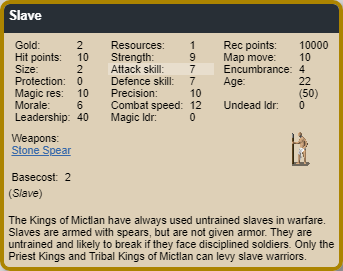 Slave
Gold: 2 Resources: 1 Rec points: 10000
Hit points: 10 Strength: 9 Map move: 10
Size: 2 Attack skill: 7 Encumbrance: 4
Protection: 0 Defence skill: 7 Age: 22
Magic res: 10 Precision: 10 (50)
Morale: 6 Combat speed: 12 Undead ldr: 0
Leadership: 40 Magic ldr: 0
Weapons:
Stone Spear
Basecost: 2
(Slave)
The Kings of Mictlan have always used untrained slaves in warfare.
Slaves are armed with spears, but are not given armor. They are
untrained and likely to break if they face disciplined soldiers. Only the
Priest Kings and Tribal Kings of Mictlan can levy slave warriors.